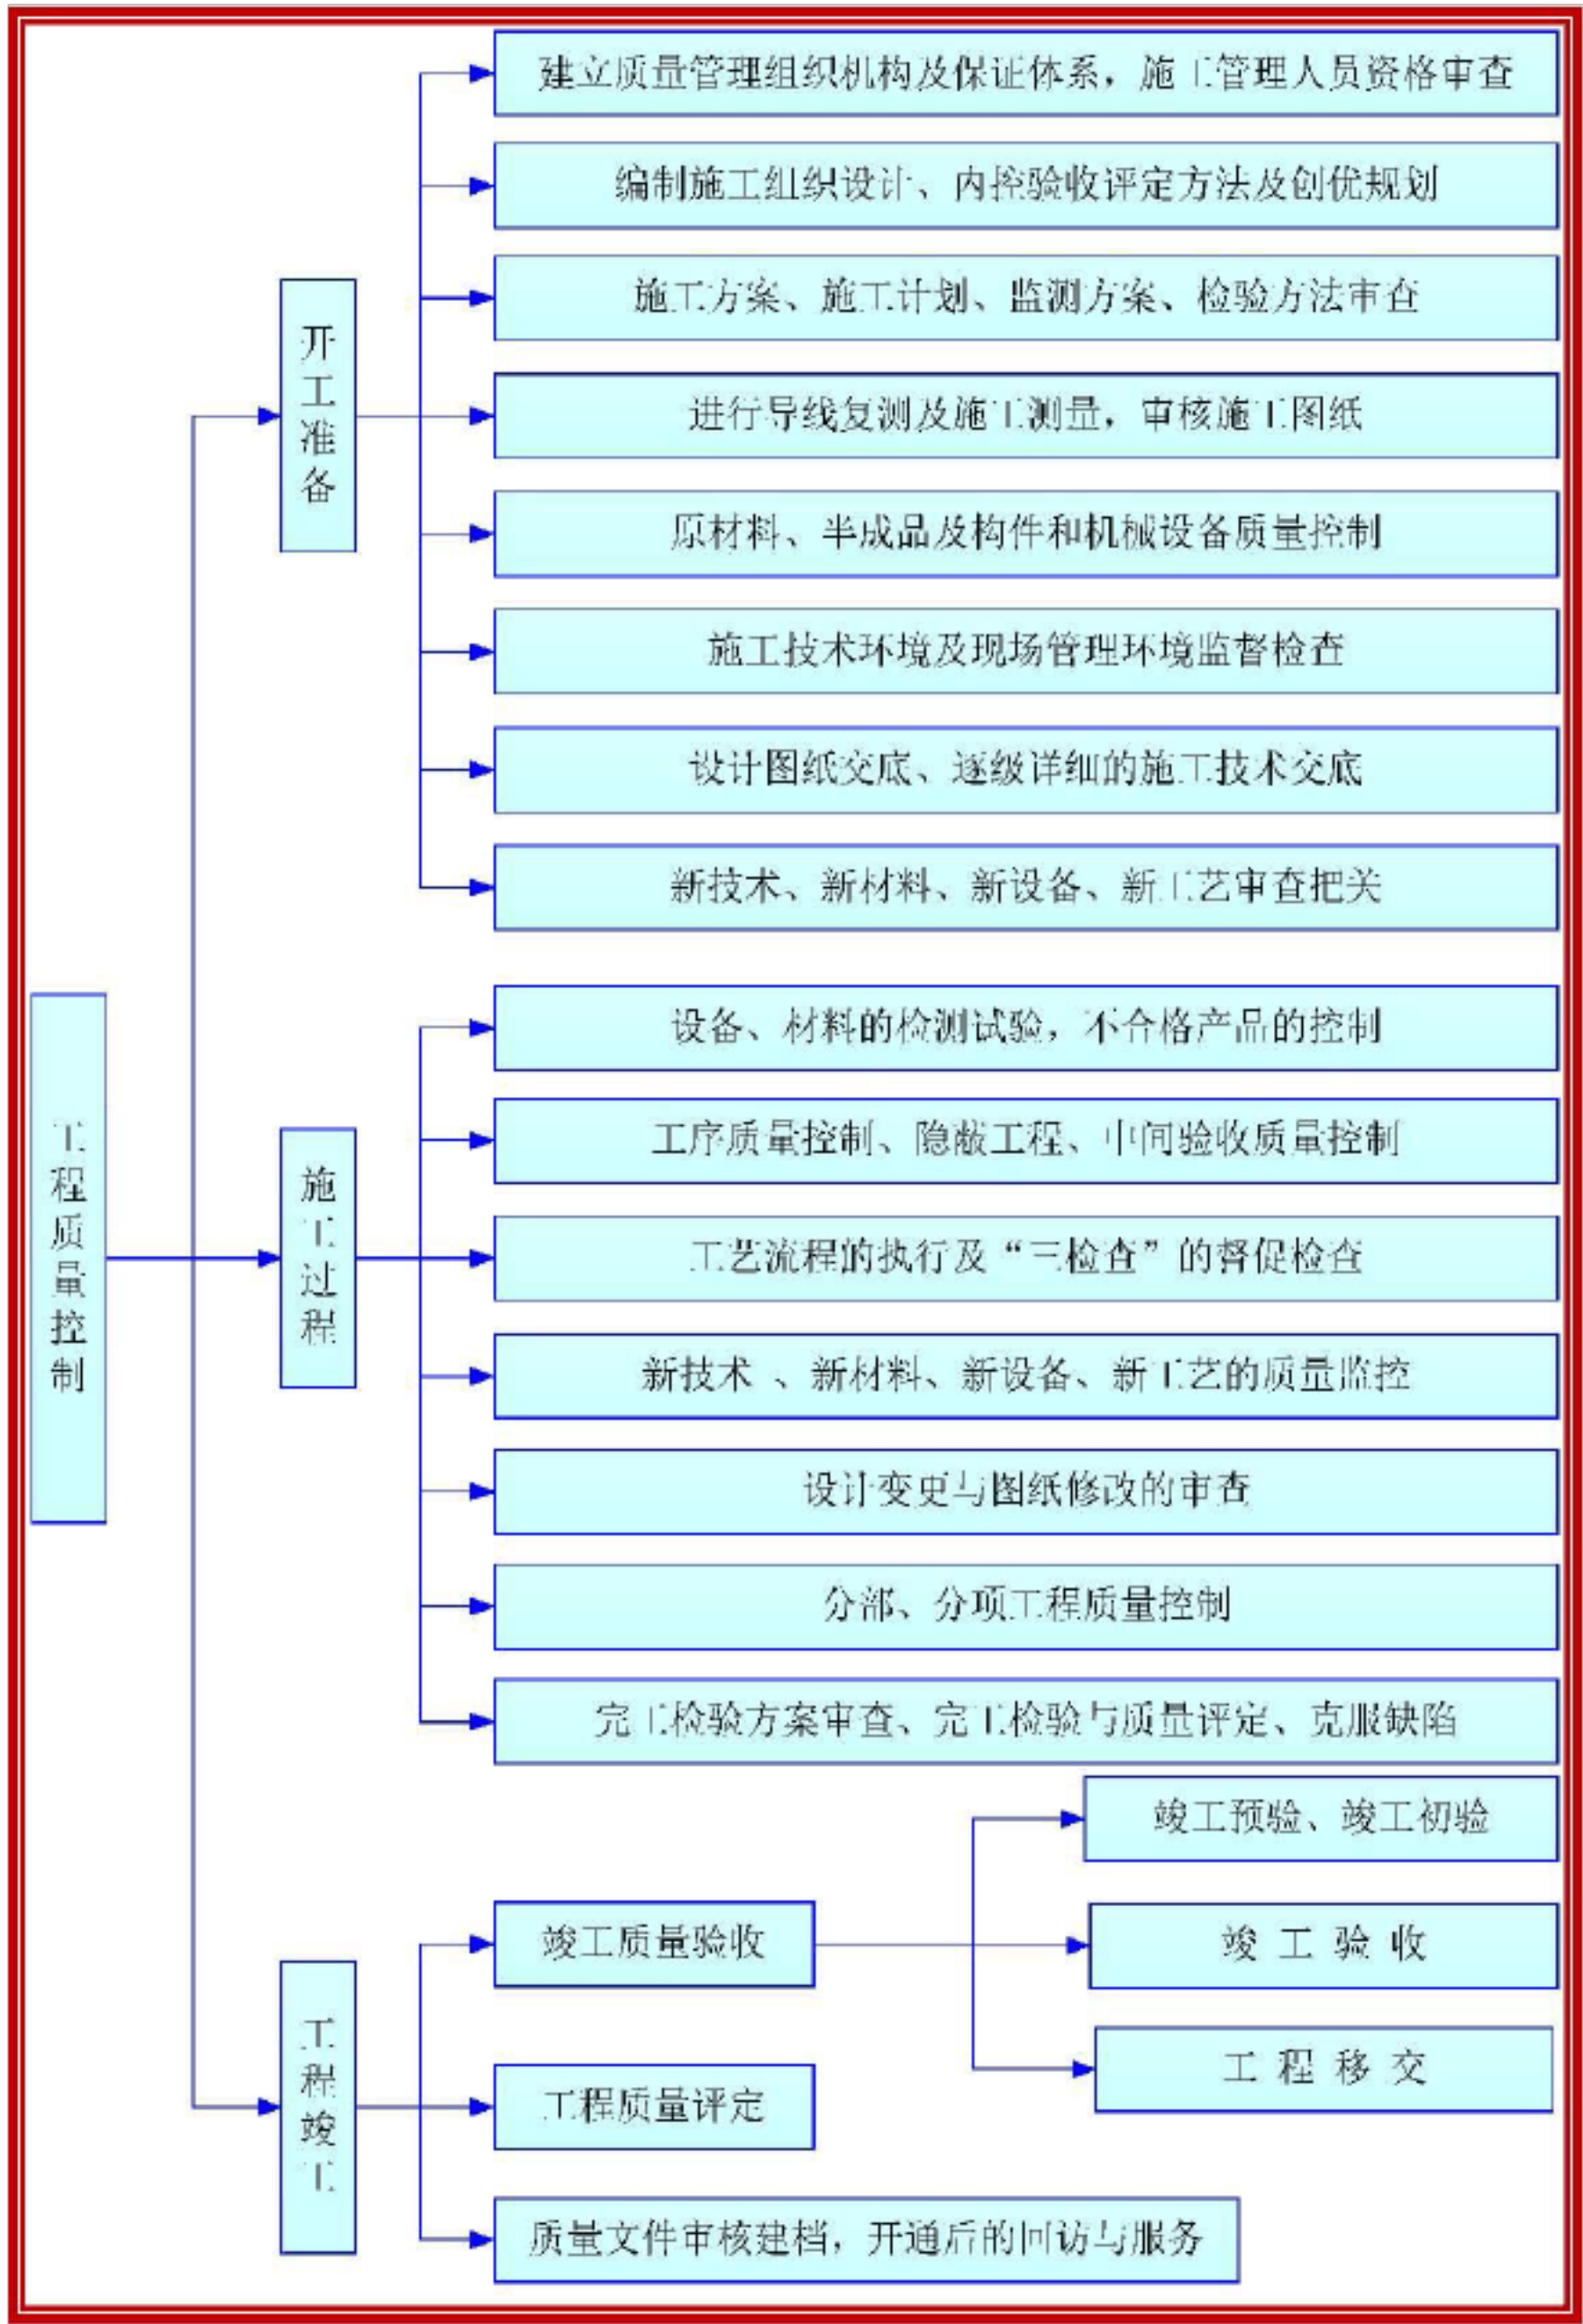 建立质量管理组织机构及保证体系，施工管理人员资格审查
编制施工组织设计、内控验收评定方法及创优规划
施工方案、施工计划、监测方案、检验方法审查
进行导线复测及施工测量，审核施工图纸
原材料、半成品及构件和机械设备质量控制
施工技术环境及现场管理环境监督检查
设计图纸交底、逐级详细的施工技术交底
新技术、新材料、新设备、新工艺审查把关
开工准备
设备、材料的检测试验，不合格产品的控制
工序质量控制、隐蔽工程、中间验收质量控制
工艺流程的执行及“三检查”的督促检查
新技术 、新材料、新设备、新工艺的质量监控
设计变更与图纸修改的审查
分部、分项工程质量控制
完工检验方案审查、完工检验与质量评定、克服缺陷
施工过程
工程质量控制
竣工预验、竣工初验
竣工质量验收
竣 工 验 收
工 程 移 交
工程竣工
工程质量评定
质量文件审核建档，开通后的回访与服务